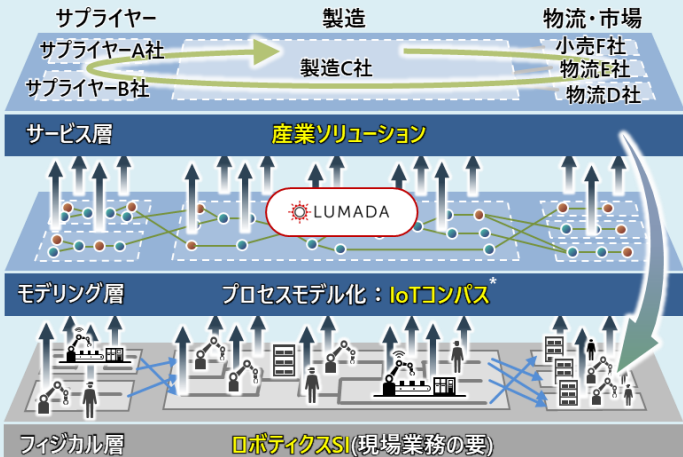 サプライヤー 製造 物流・市場
サプライヤーA社 小売F社
製造C社 物流E社
サプライヤーB社 物流D社
サービス層 産業ソリューション
LUMADA
モデリング層 プロセスモデル化:IoTコンパス*
フィジカル層 ロボティクスSI(現場業務の要)